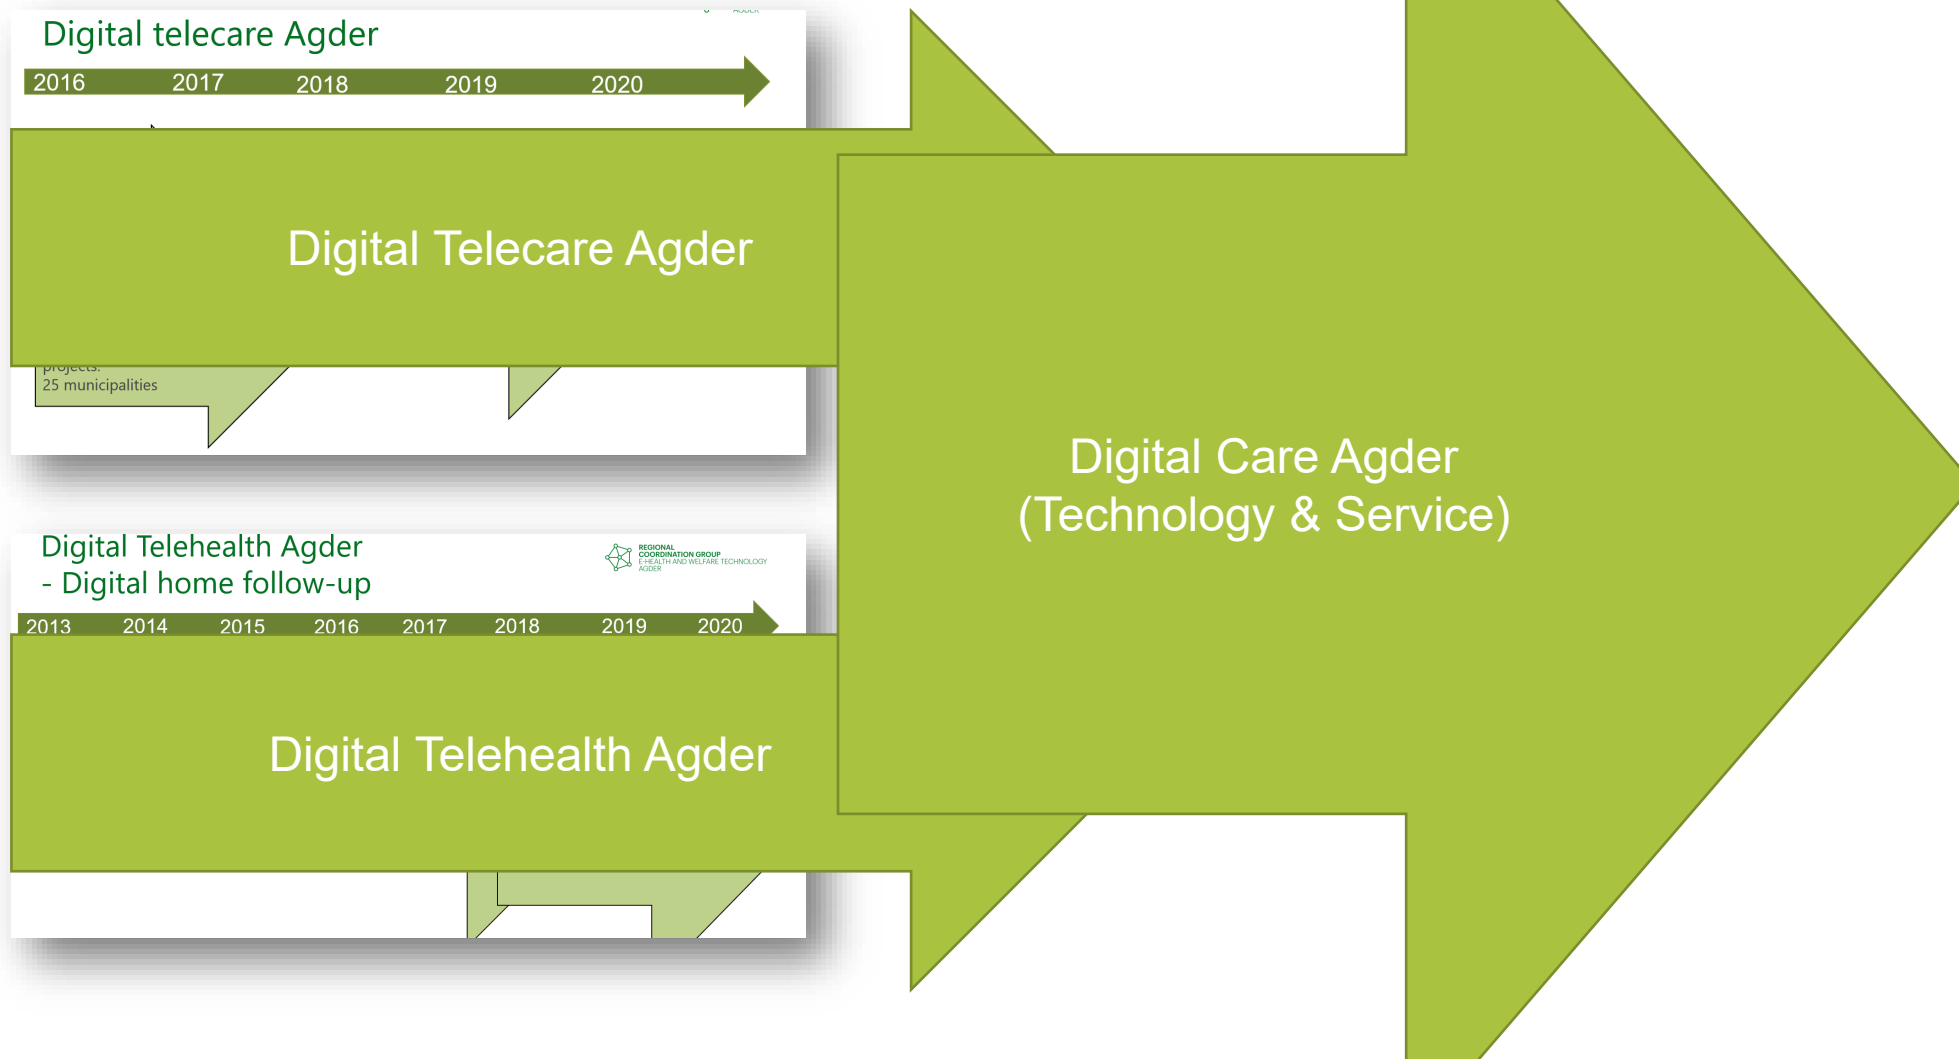 AGDER
Digital telecare Agder
2016 2017 2018 2019 2020
Digital Telecare Agder
projects:
25 municipalities
Digital Care Agder
(Technology & Service)
Digital Telehealth Agder
- Digital home follow-up
REGIONAL
COORDINATION GROUP
E-HEALTH AND WELFARE TECHNOLOGY
AGDER
2013 2014 2015 2016 2017 2018 2019 2020
Digital Telehealth Agder